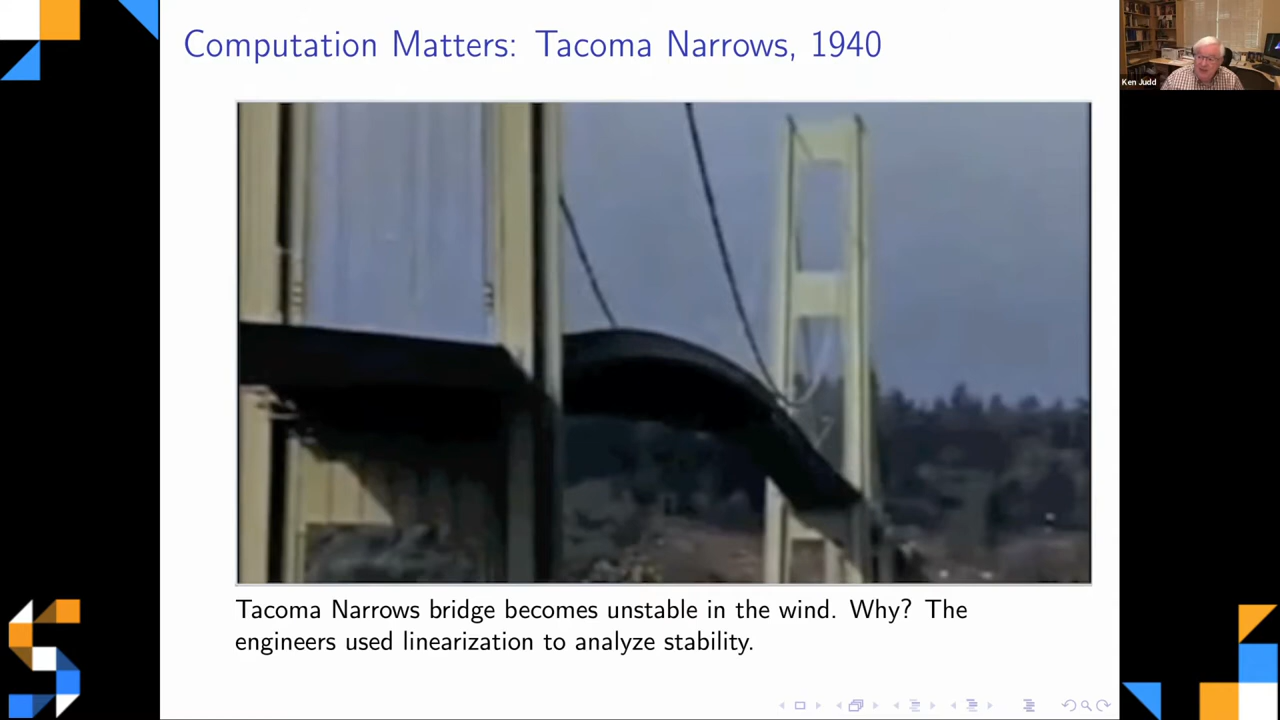 Computation Matters: Tacoma Narrows, 1940
Ken Judd
Tacoma Narrows bridge becomes unstable in the wind. Why? The
engineers used linearization to analyze stability.